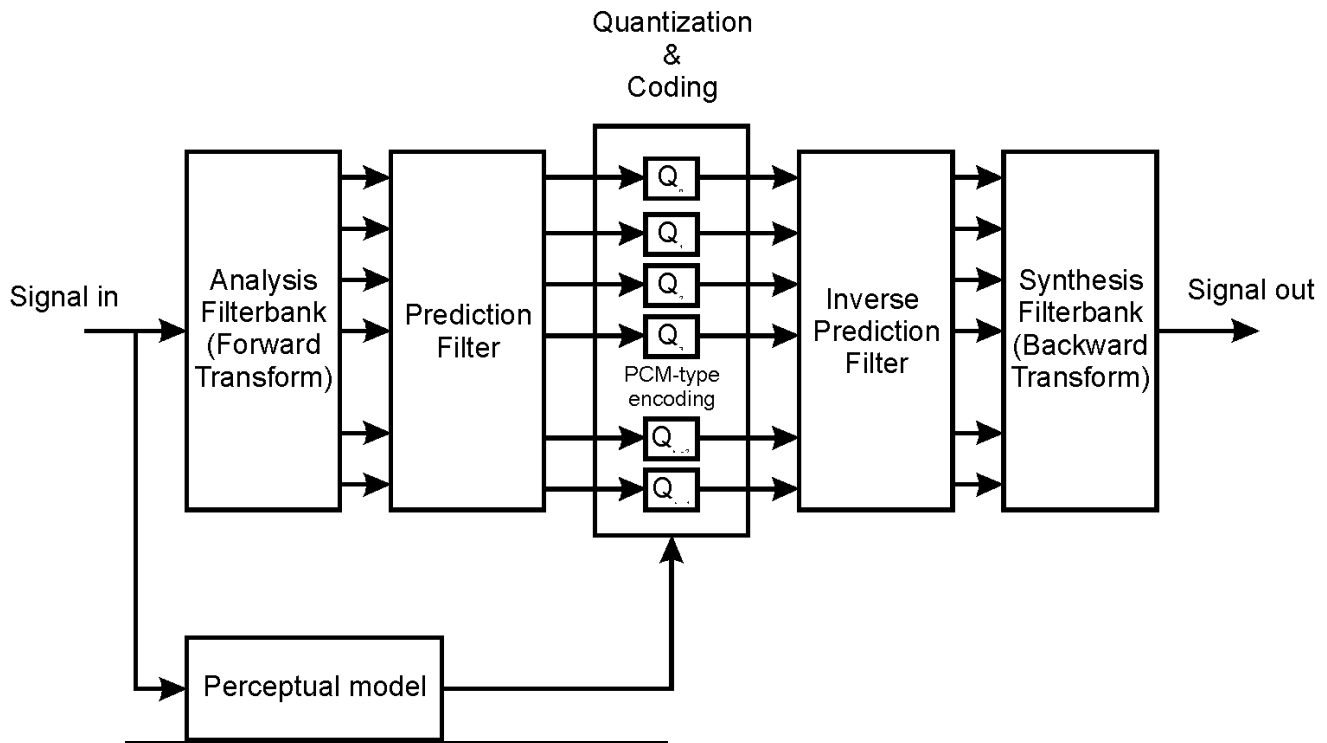 Quantization
&
Coding
Signal in
Analysis
Filterbank
(Forward
Transform)
Prediction
Filter
Q
Q
Q
Q
PCM-type
encoding
Q
Q
Inverse
Prediction
Filter
Synthesis
Filterbank
(Backward
Transform)
Signal out
Perceptual model